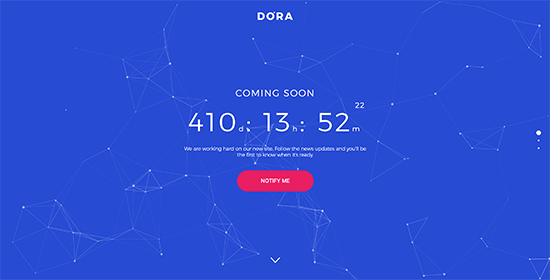 DORA
COMING SOON
22
410 d : 13 h : 52 m
We are working hard on our new site. Follow the news updates and you'll be
the first to know when it's ready.
NOTIFY ME